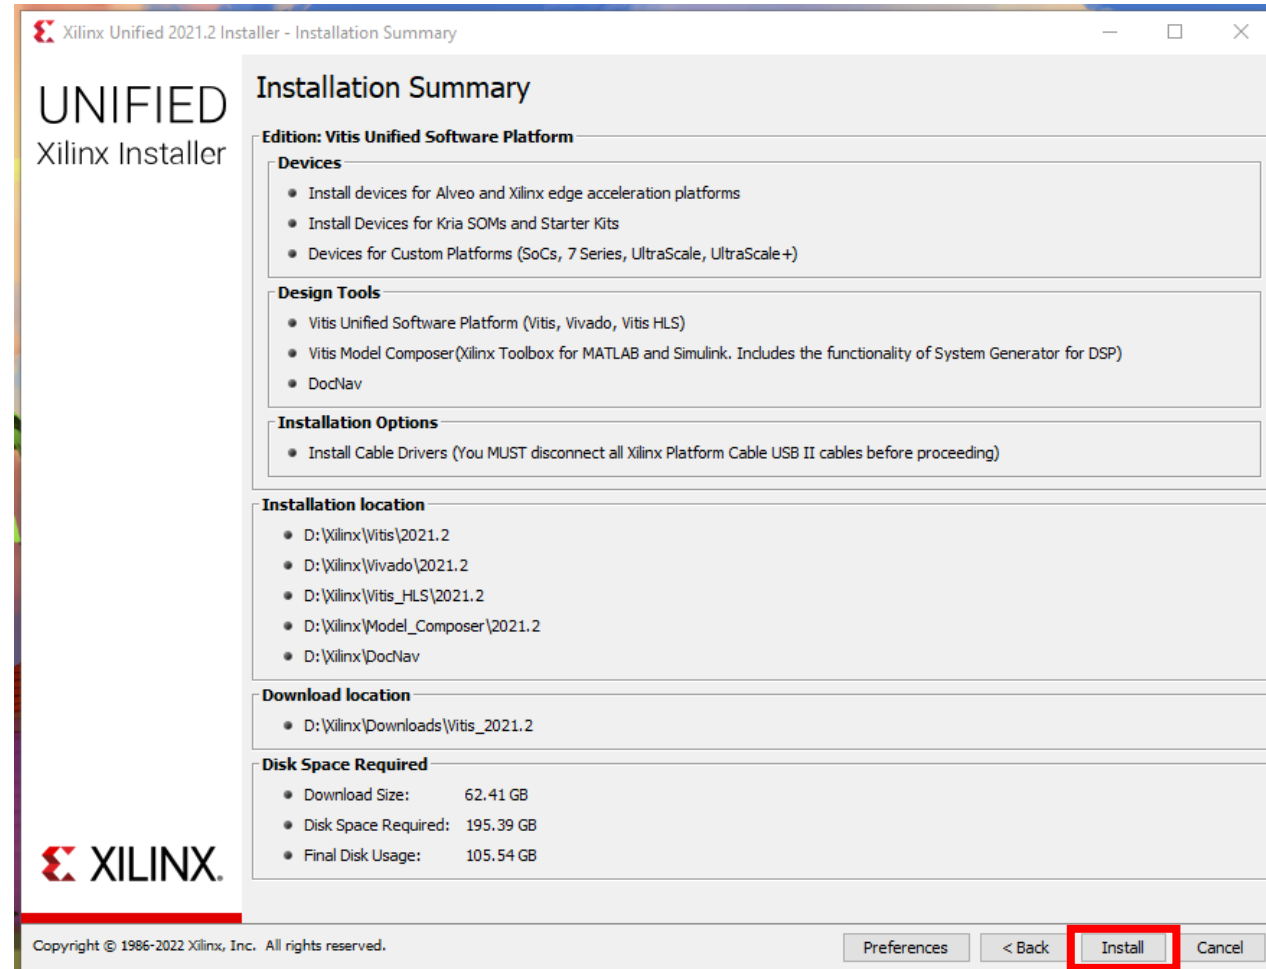 Xilinx Unified 2021.2 Installer - Installation Summary
UNIFIED
Xilinx Installer
Installation Summary
Edition: Vitis Unified Software Platform
Devices
Install devices for Alveo and Xilinx edge acceleration platforms
Install Devices for Kria SOMs and Starter Kits
Devices for Custom Platforms (SoCs, 7 Series, UltraScale, UltraScale+)
Design Tools
Vitis Unified Software Platform (Vitis, Vivado, Vitis HLS)
Vitis Model Composer(Xilinx Toolbox for MATLAB and Simulink. Includes the functionality of System Generator for DSP)
DocNav
Installation Options
Install Cable Drivers (You MUST disconnect all Xilinx Platform Cable USB II cables before proceeding)
Installation location
D:\Xilinx\Vitis\2021.2
D:\Xilinx\Vivado\2021.2
D:\Xilinx\Vitis_HLS\2021.2
D:\Xilinx\Model_Composer\2021.2
D:\Xilinx\DocNav
Download location
D:\Xilinx\Downloads\Vitis_2021.2
Disk Space Required
Download Size: 62.41 GB
Disk Space Required: 195.39 GB
Final Disk Usage: 105.54 GB
XILINX.
Copyright © 1986-2022 Xilinx, Inc. All rights reserved.
Preferences < Back Install Cancel